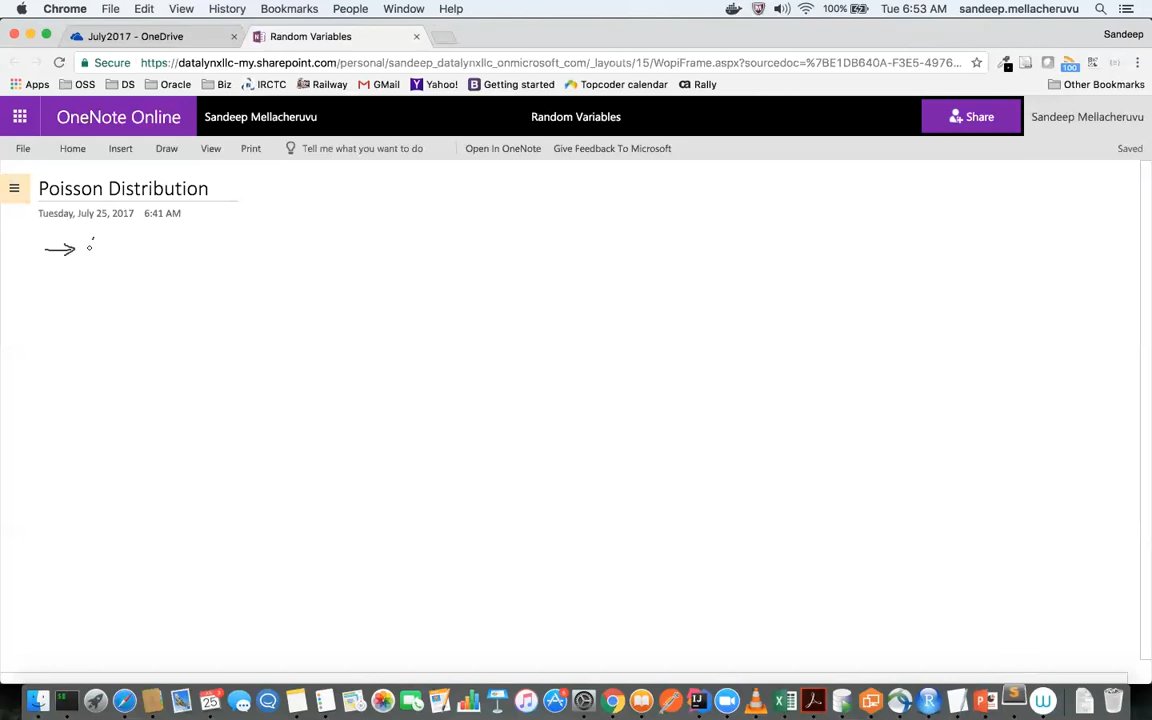 Chrome File Edit View History Bookmarks People Window Help 100% Tue 6:53 AM sandeep.mellacheruvu
July2017 - OneDrive Random Variables Sandeep
Secure https://datalynxllc-my.sharepoint.com/personal/sandeep_datalynxllc_onmicrosoft_com/_layouts/15/WopiFrame.aspx?sourcedoc=%7BE1DB640A-F3E5-4976... 100
Apps OSS DS Oracle Biz IRCTC Railway GMail Yahoo! Getting started Topcoder calendar Rally Other Bookmarks
OneNote Online Sandeep Mellacheruvu Random Variables Share Sandeep Mellacheruvu
File Home Insert Draw View Print Tell me what you want to do Open In OneNote Give Feedback To Microsoft Saved
Poisson Distribution
Tuesday, July 25, 2017 6:41 AM